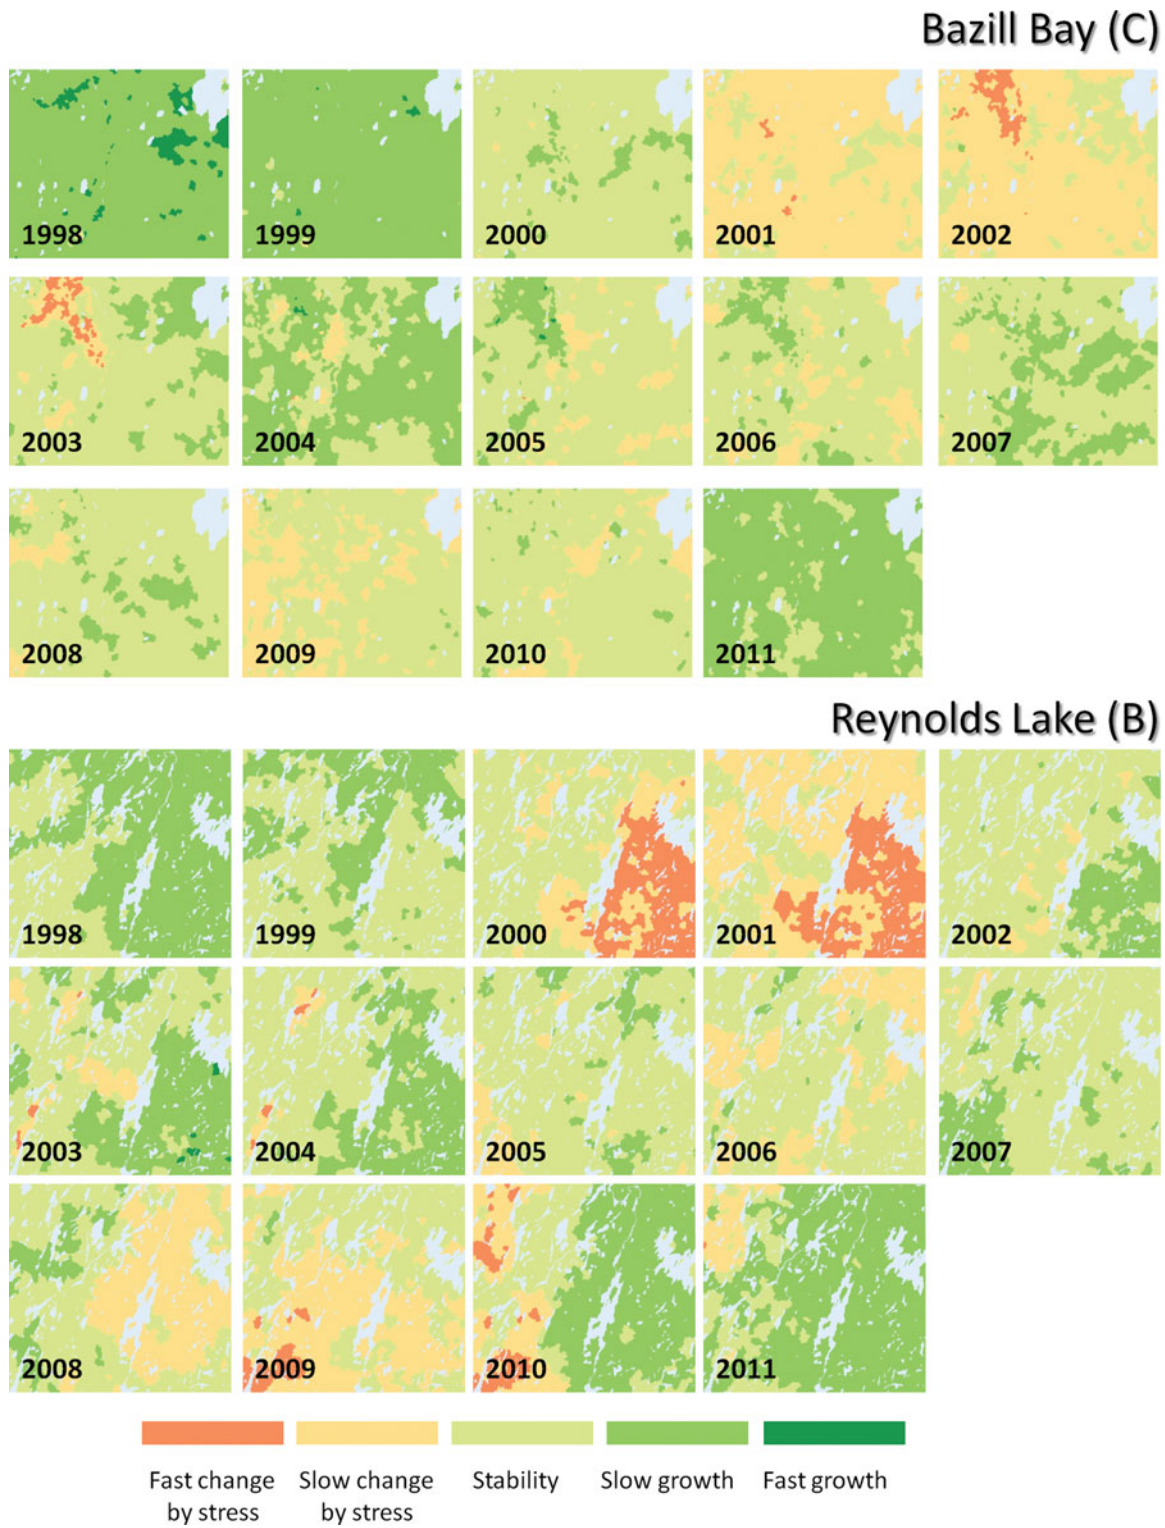 Bazill Bay (C)
1998 1999 2000 2001 2002
2003 2004 2005 2006 2007
2008 2009 2010 2011
Reynolds Lake (B)
1998 1999 2000 2001 2002
2003 2004 2005 2006 2007
2008 2009 2010 2011
Fast change
by stress
Slow change
by stress
Stability
Slow growth
Fast growth